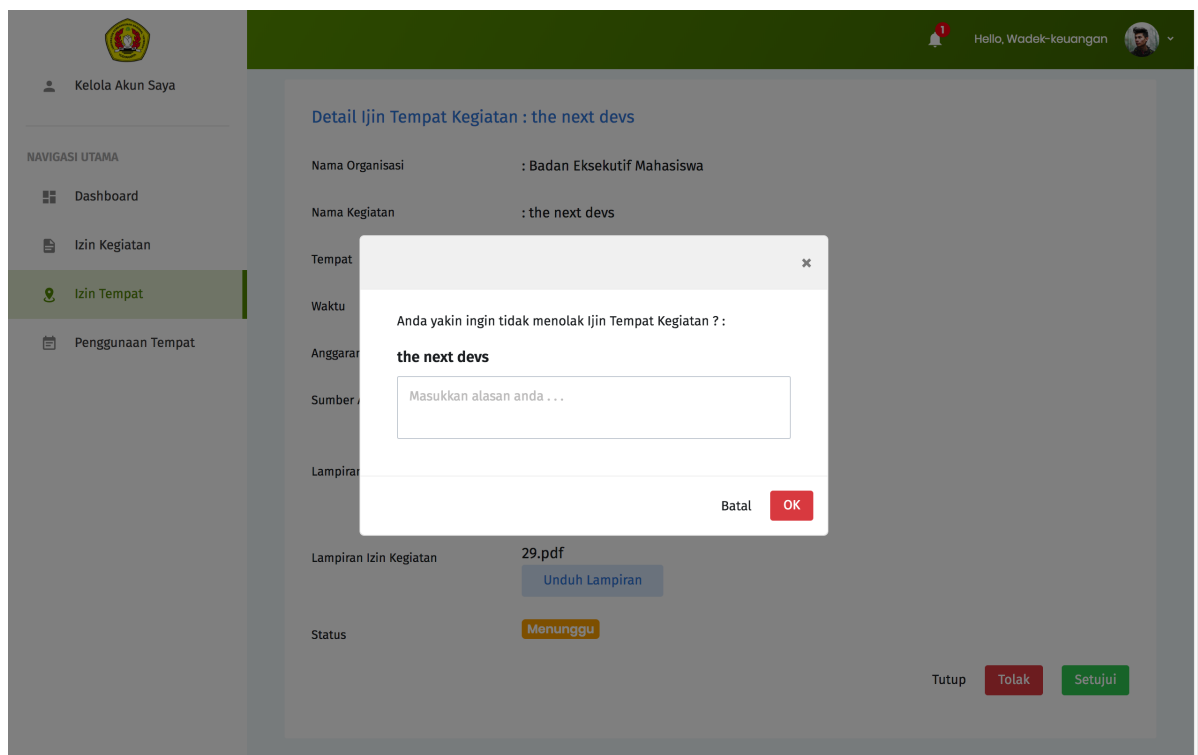 1
Hello, Wadek-keuangan
Kelola Akun Saya
NAVIGASI UTAMA
Dashboard
Izin Kegiatan
Izin Tempat
Penggunaan Tempat
Detail Ijin Tempat Kegiatan : the next devs
Nama Organisasi : Badan Eksekutif Mahasiswa
Nama Kegiatan : the next devs
Tempat
Waktu
Anggaran
Sumber
Lampiran
Anda yakin ingin tidak menolak Ijin Tempat Kegiatan ? :
the next devs
Masukkan alasan anda . . .
Batal OK
Lampiran Izin Kegiatan 29.pdf
Unduh Lampiran
Status Menunggu
Tutup Tolak Setujui